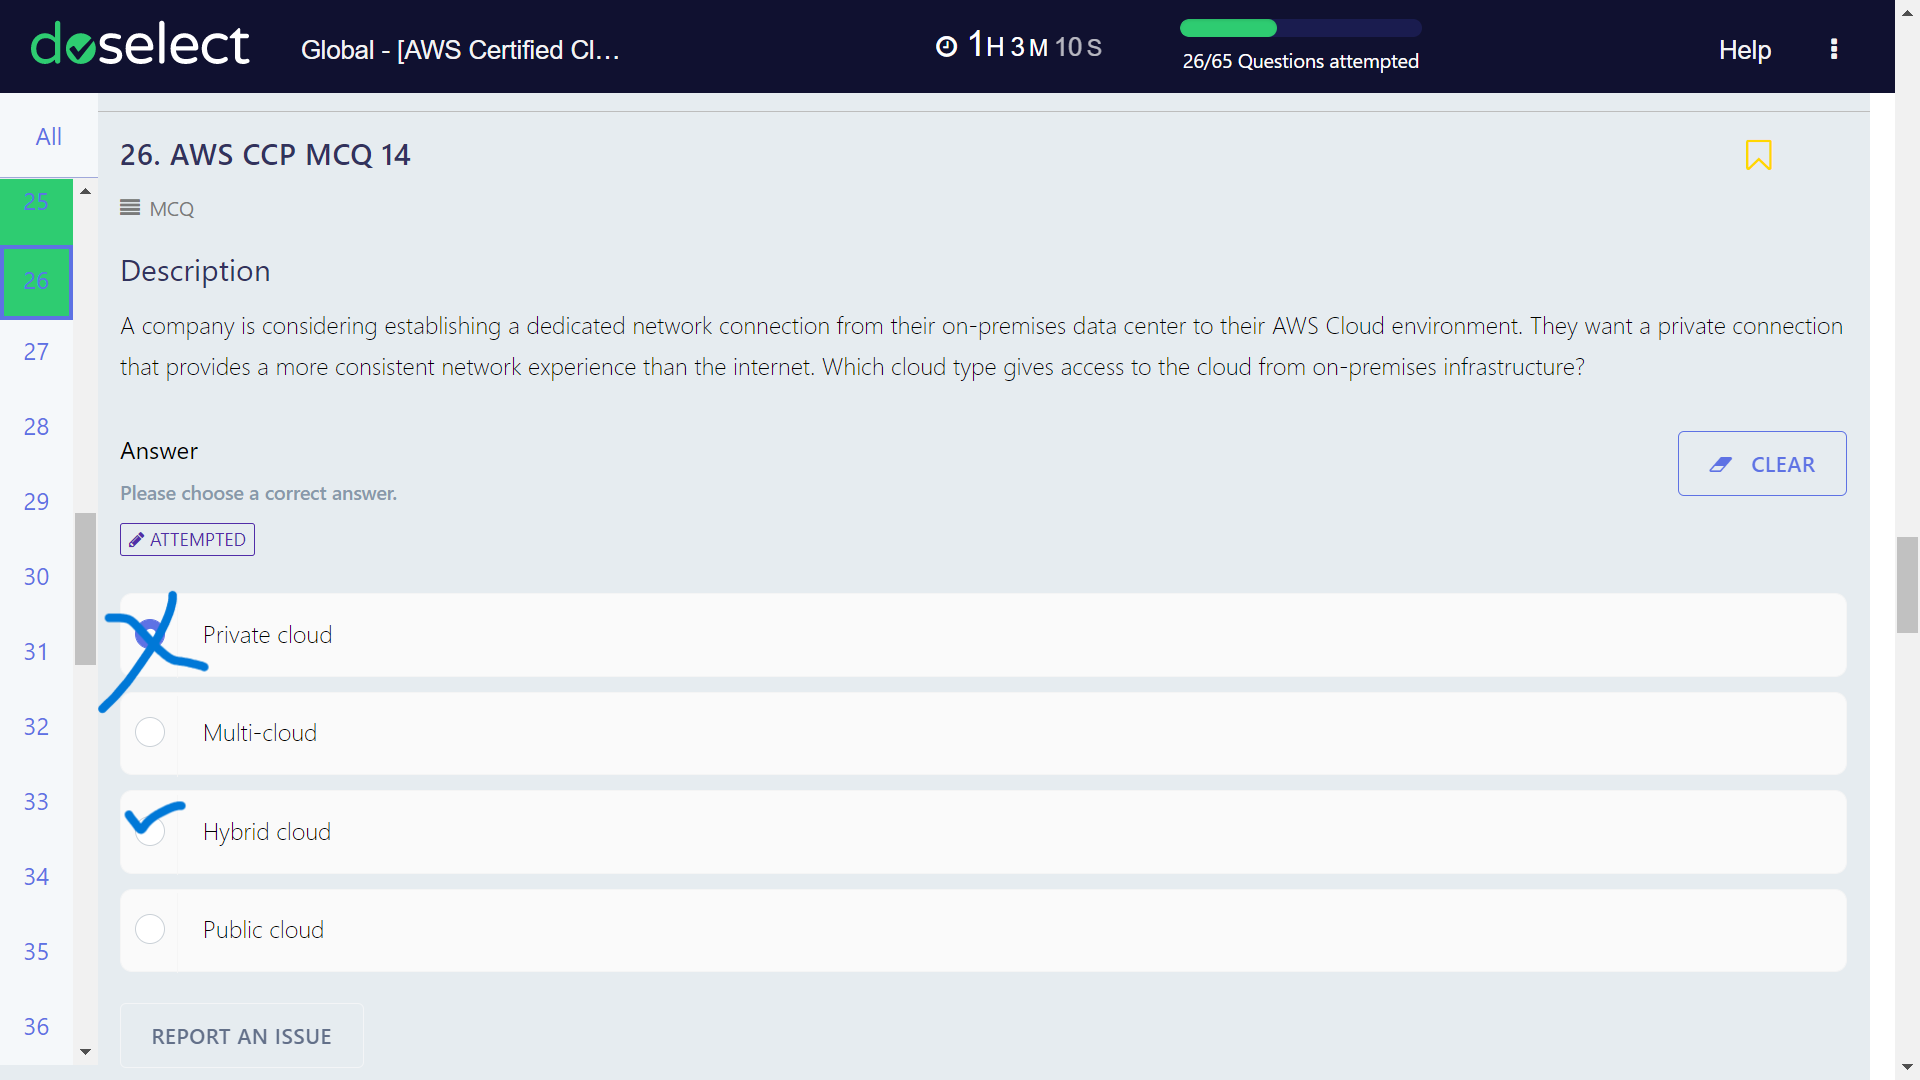 doselect
Global - [AWS Certified Cl...
1H 3M 10S
26/65 Questions attempted
Help
All
25
26
27
28
29
30
31
32
33
34
35
36
26. AWS CCP MCQ 14
MCQ
Description
A company is considering establishing a dedicated network connection from their on-premises data center to their AWS Cloud environment. They want a private connection
that provides a more consistent network experience than the internet. Which cloud type gives access to the cloud from on-premises infrastructure?
Answer
CLEAR
Please choose a correct answer.
ATTEMPTED
Private cloud
Multi-cloud
Hybrid cloud
Public cloud
REPORT AN ISSUE